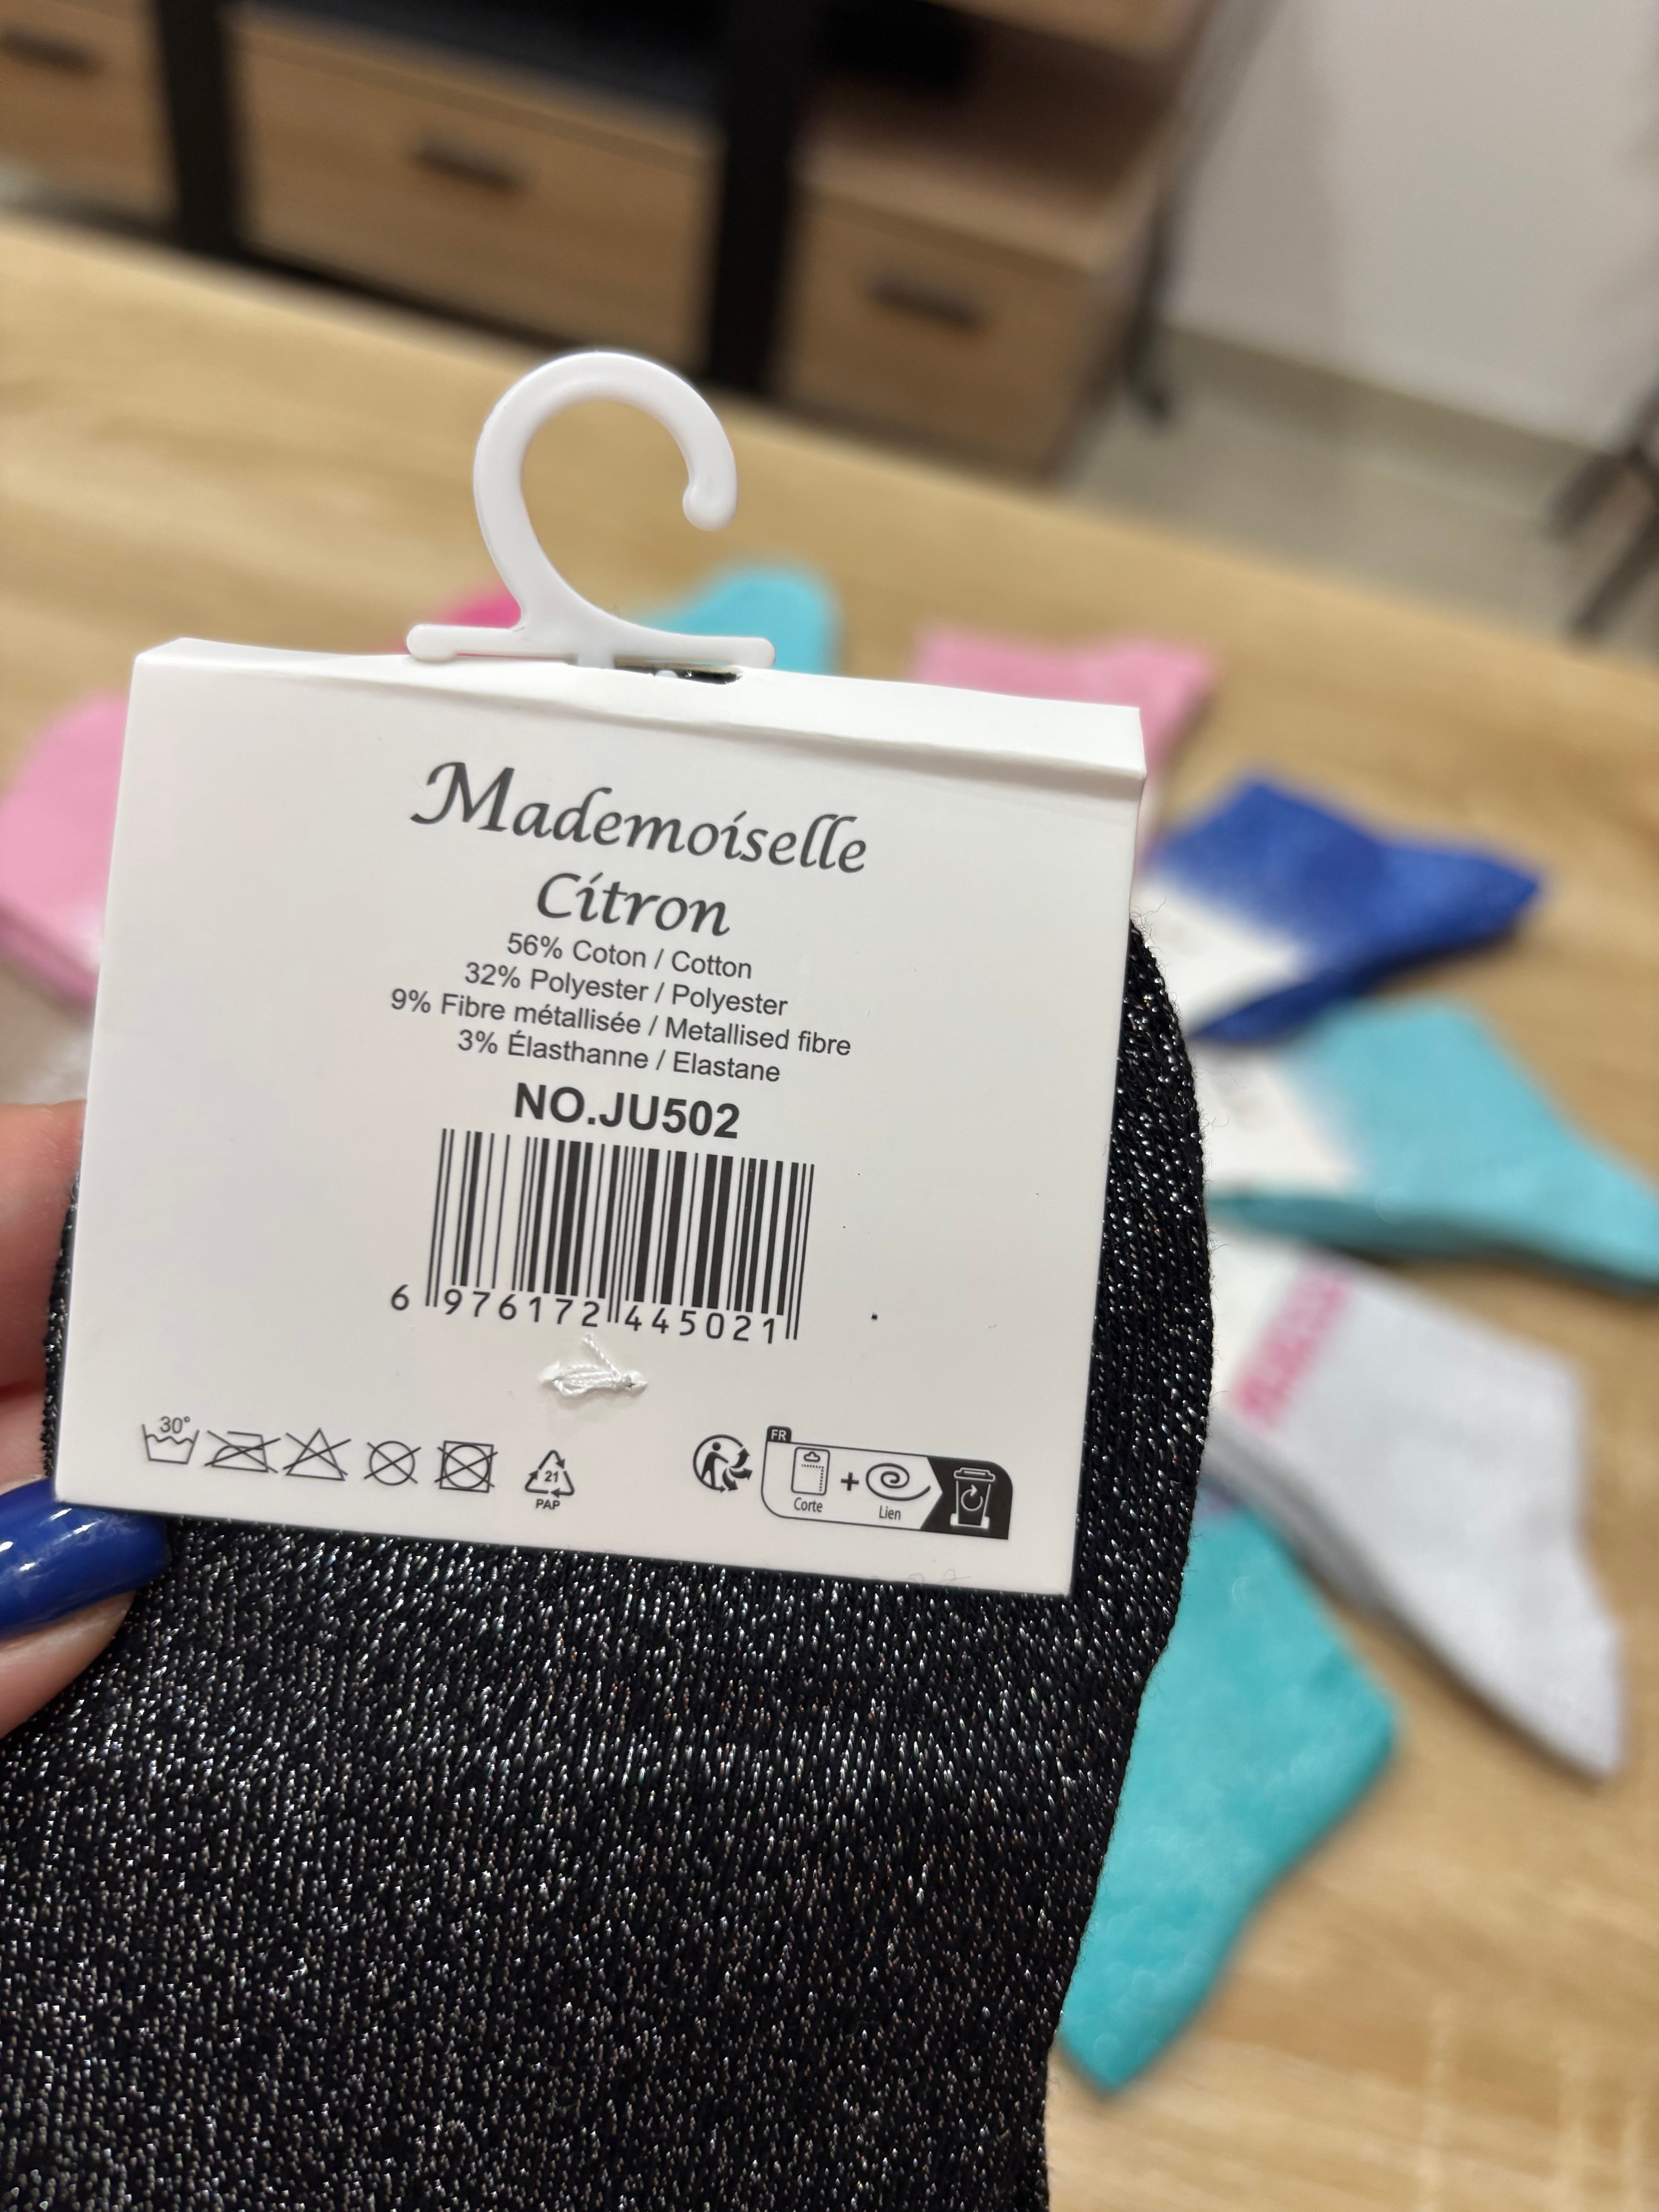 Mademoiselle
Citron
56% Coton / Cotton
32% Polyester / Polyester
9% Fibre métallisée / Metallised fibre
3% Élasthanne / Elastane
NO.JU502
6 976172 445021
30°
21
PAP
FR
Corte
+
Lien